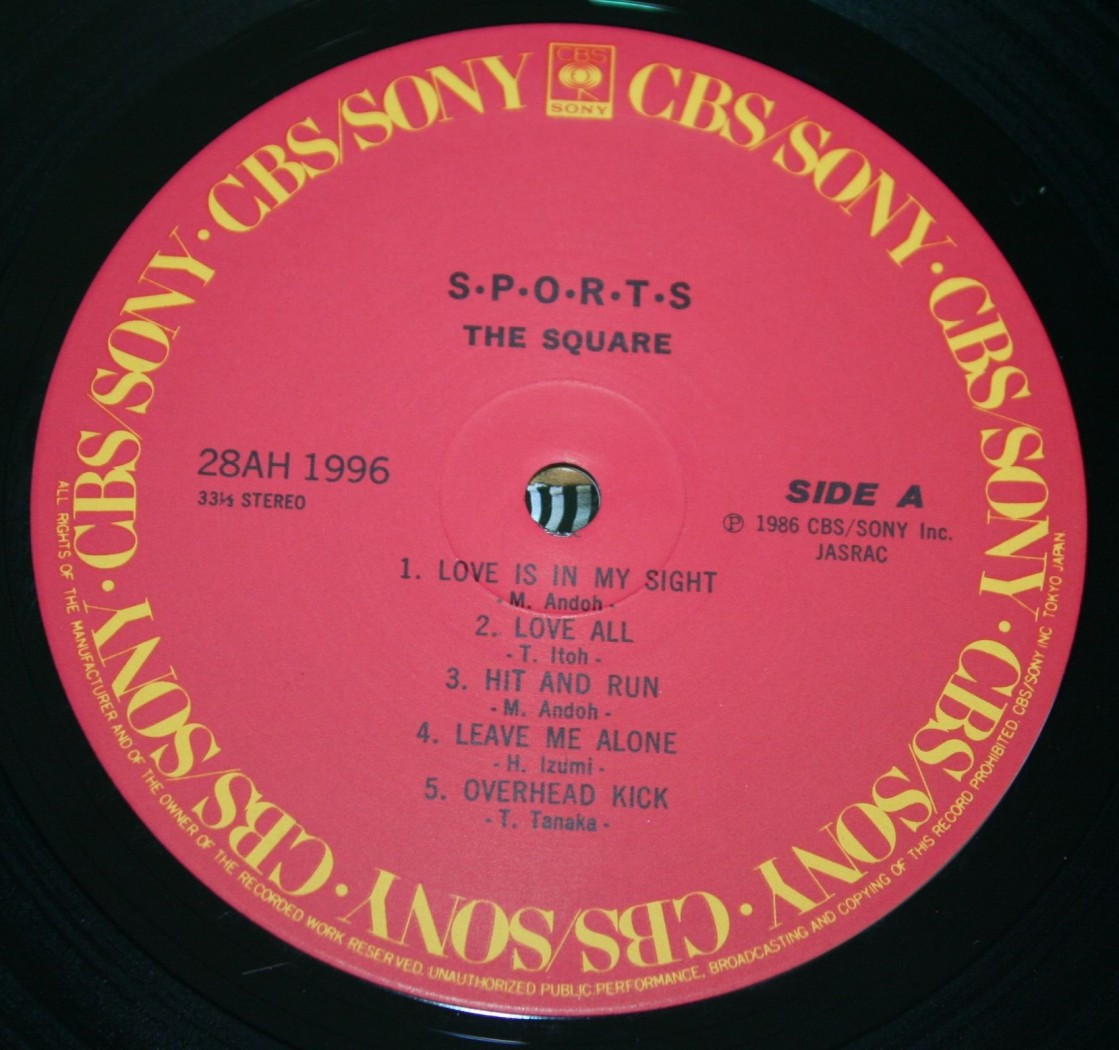 CBS
SONY
CBS/SONY · CBS/SONY · CBS/SONY · CBS/SONY · CBS/SONY · CBS/SONY · CBS/SONY · CBS/SONY
S·P·O·R·T·S
THE SQUARE
28AH 1996
33⅓ STEREO
SIDE A
Ⓟ 1986 CBS/SONY Inc.
JASRAC
1. LOVE IS IN MY SIGHT
- M. Andoh -
2. LOVE ALL
- T. Itoh -
3. HIT AND RUN
- M. Andoh -
4. LEAVE ME ALONE
- H. Izumi -
5. OVERHEAD KICK
- T. Tanaka -
ALL RIGHTS OF THE MANUFACTURER AND OF THE OWNER OF THE RECORDED WORK RESERVED. UNAUTHORIZED PUBLIC PERFORMANCE, BROADCASTING AND COPYING OF THIS RECORD PROHIBITED. CBS/SONY INC TOKYO JAPAN